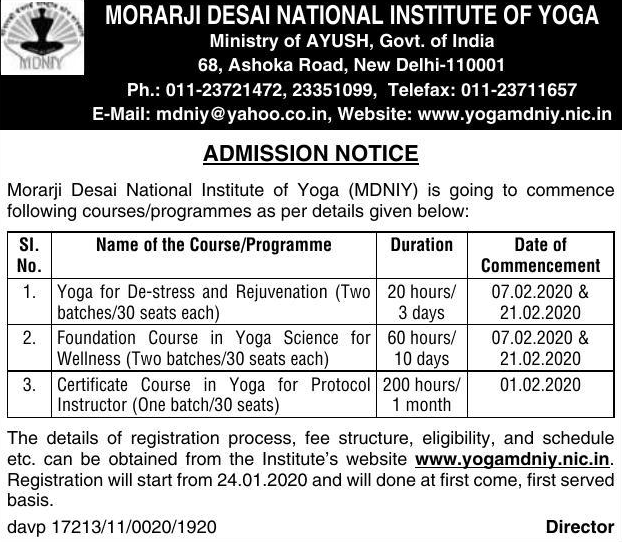 MORARJI DESAI NATIONAL INSTITUTE OF YOGA
Ministry of AYUSH, Govt. of India
68, Ashoka Road, New Delhi-110001
Ph.: 011-23721472, 23351099, Telefax: 011-23711657
E-Mail: mdniy@yahoo.co.in, Website: www.yogamdniy.nic.in
MDNIY
ADMISSION NOTICE
Morarji Desai National Institute of Yoga (MDNIY) is going to commence
following courses/programmes as per details given below:
Sl. No. Name of the Course/Programme Duration Date of Commencement
1. Yoga for De-stress and Rejuvenation (Two 20 hours/ 07.02.2020 &
batches/30 seats each) 3 days 21.02.2020
2. Foundation Course in Yoga Science for 60 hours/ 07.02.2020 &
Wellness (Two batches/30 seats each) 10 days 21.02.2020
3. Certificate Course in Yoga for Protocol 200 hours/ 01.02.2020
Instructor (One batch/30 seats) 1 month
The details of registration process, fee structure, eligibility, and schedule
etc. can be obtained from the Institute's website www.yogamdniy.nic.in.
Registration will start from 24.01.2020 and will done at first come, first served
basis.
davp 17213/11/0020/1920 Director